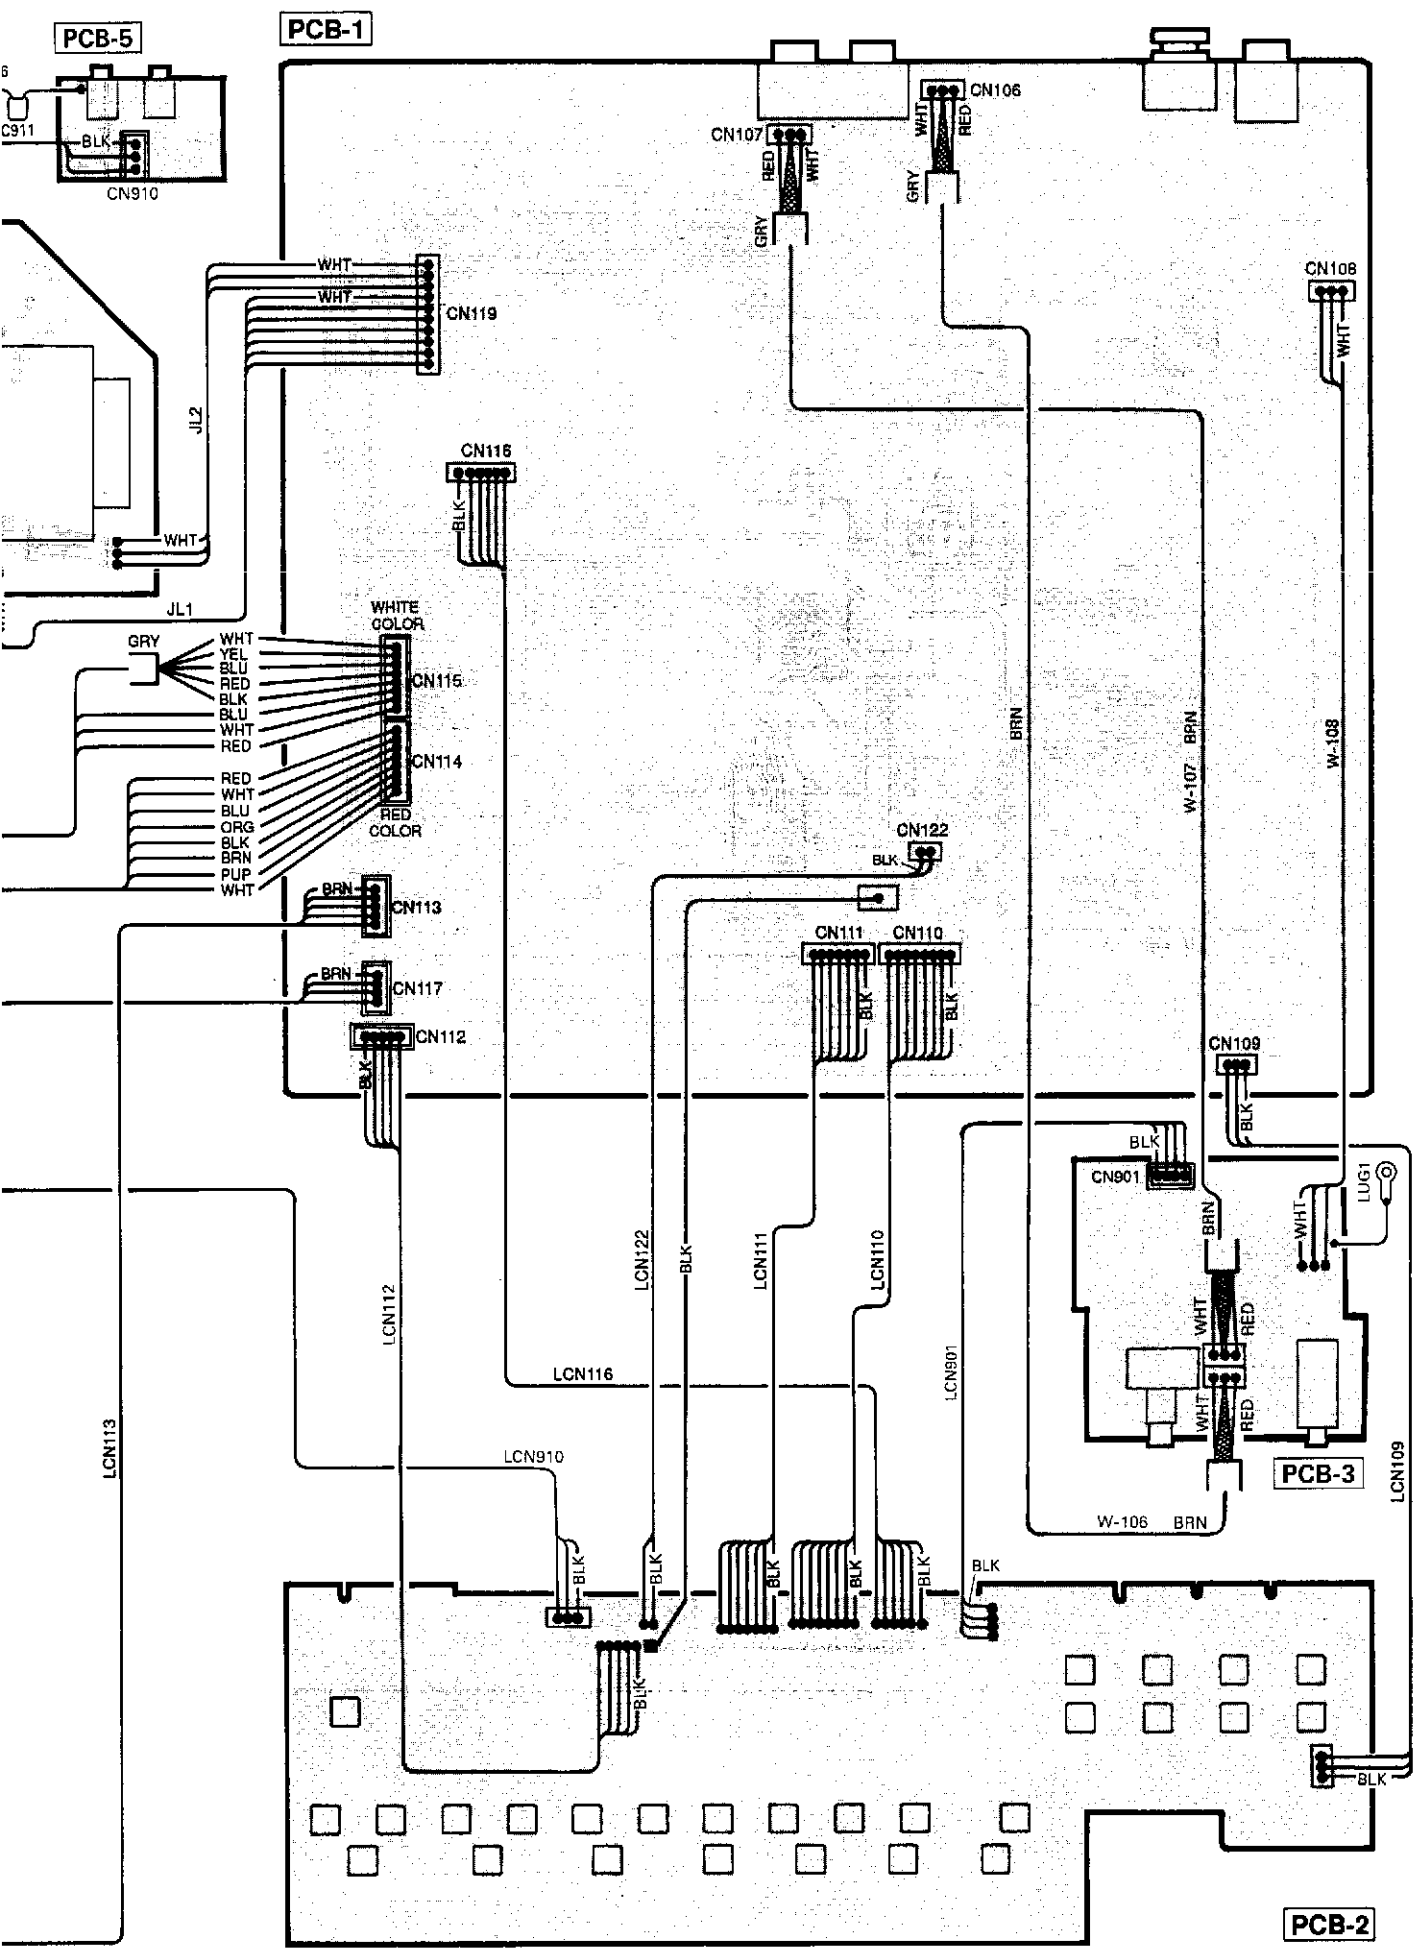 PCB-5
PCB-1
6
C911
BLK
CN910
CN106
WHT
RED
CN107
RED
WHT
GRY
GRY
CN108
WHT
WHT
WHT
CN119
JL2
CN116
BLK
WHT
JL1
WHITE
COLOR
GRY
WHT
YEL
BLU
RED
BLK
BLU
WHT
RED
CN115
CN114
RED
WHT
BLU
ORG
BLK
BRN
PUP
WHT
RED
COLOR
BRN
W-107
BRN
W-108
CN122
BLK
BRN
CN113
CN111
CN110
BRN
CN117
BLK
BLK
CN112
BLK
CN109
BLK
BLK
CN901
LUG1
WHT
BRN
LCN122
BLK
LCN111
LCN110
LCN112
WHT
RED
LCN116
LCN901
WHT
RED
LCN113
LCN910
PCB-3
LCN109
W-106
BRN
BLK
BLK
BLK
BLK
BLK
BLK
BLK
BLK
PCB-2